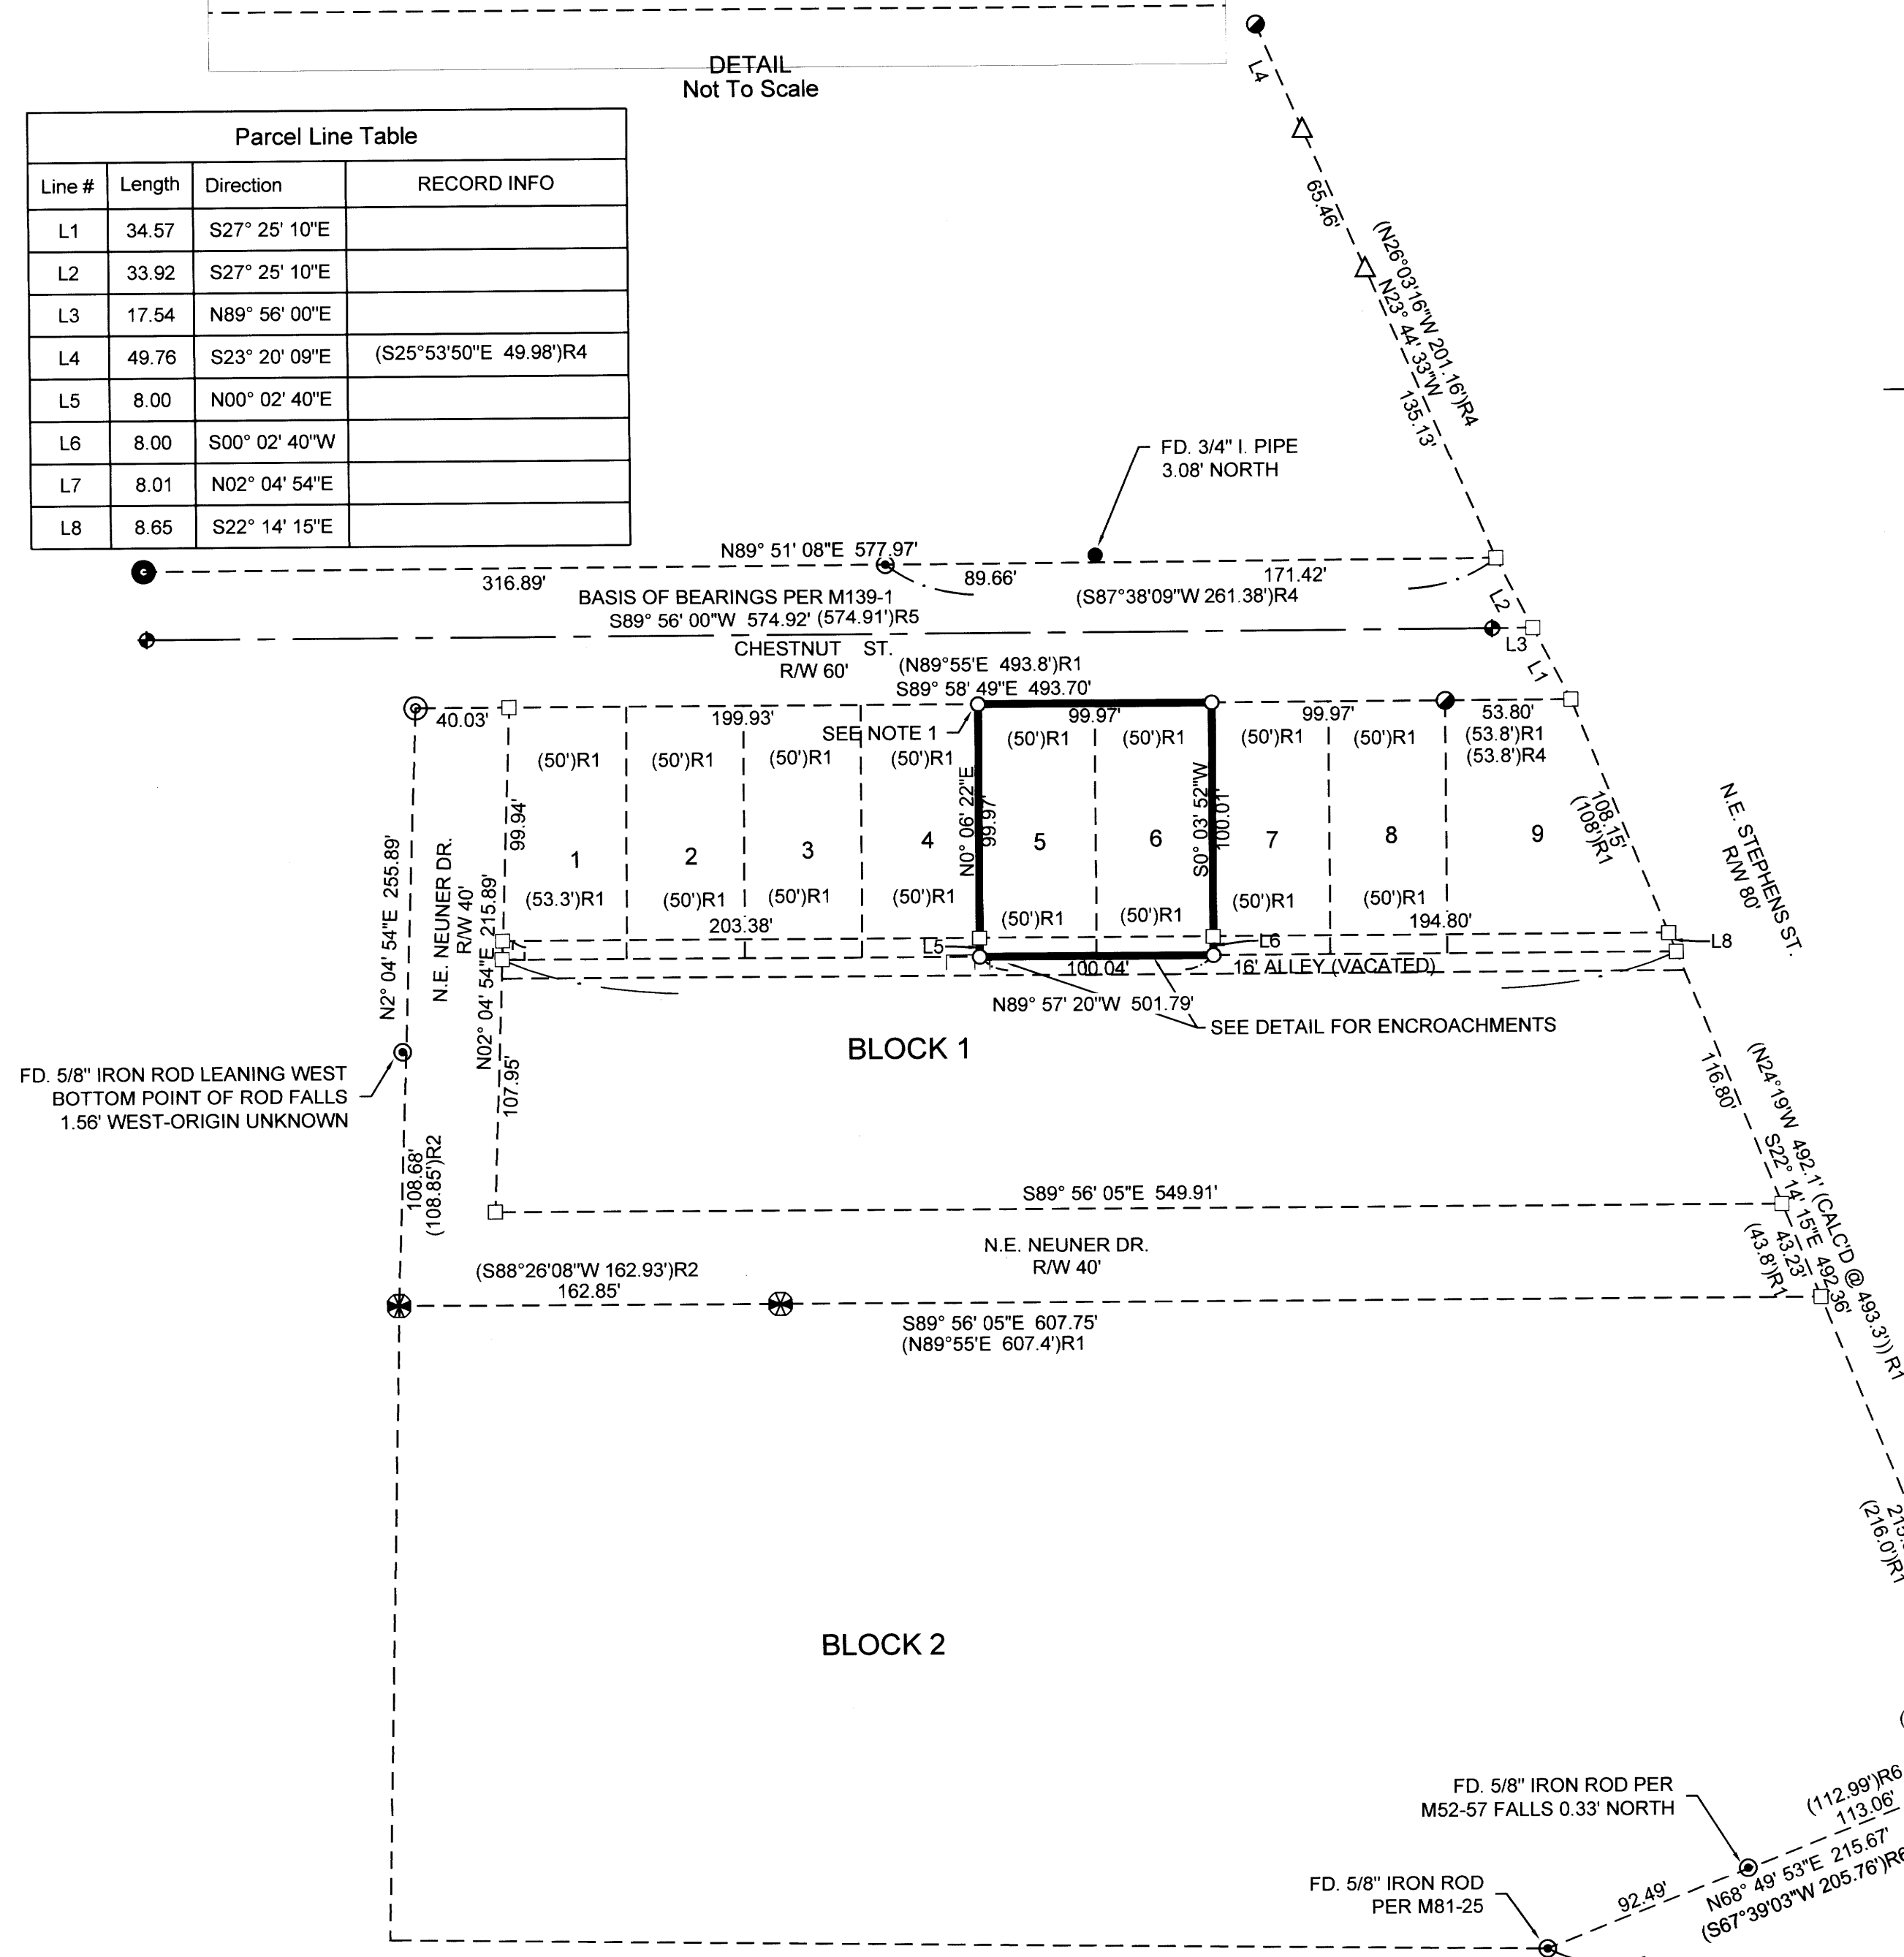 DETAIL
Not To Scale
Parcel Line Table
Line # Length Direction RECORD INFO
L1 34.57 S27° 25' 10"E
L2 33.92 S27° 25' 10"E
L3 17.54 N89° 56' 00"E
L4 49.76 S23° 20' 09"E (S25°53'50"E 49.98')R4
L5 8.00 N00° 02' 40"E
L6 8.00 S00° 02' 40"W
L7 8.01 N02° 04' 54"E
L8 8.65 S22° 14' 15"E
L4
65.46'
(N26°03'16"W 201.16')R4
N23° 44' 33"W
135.13'
FD. 3/4" I. PIPE
3.08' NORTH
N89° 51' 08"E 577.97'
C
316.89'
89.66'
171.42'
(S87°38'09"W 261.38')R4
BASIS OF BEARINGS PER M139-1
S89° 56' 00"W 574.92' (574.91')R5
L2
L3
L1
CHESTNUT ST.
R/W 60'
(N89°55'E 493.8')R1
S89° 58' 49"E 493.70'
40.03'
199.93'
SEE NOTE 1
99.97'
99.97'
53.80'
(53.8')R1
(53.8')R4
(50')R1 (50')R1 (50')R1 (50')R1 (50')R1 (50')R1 (50')R1 (50')R1
N0° 06' 22"E
99.97'
S0° 03' 52"W
100.01'
99.94'
108.15'
(108')R1
N.E. STEPHENS ST.
R/W 80'
1 2 3 4 5 6 7 8 9
(53.3')R1 (50')R1 (50')R1 (50')R1 (50')R1 (50')R1 (50')R1 (50')R1
203.38'
194.80'
L5
L6
L8
100.04'
16' ALLEY (VACATED)
N89° 57' 20"W 501.79'
SEE DETAIL FOR ENCROACHMENTS
N2° 04' 54"E 255.89'
N.E. NEUNER DR.
R/W 40'
N02° 04' 54"E 215.89'
107.95'
BLOCK 1
FD. 5/8" IRON ROD LEANING WEST
BOTTOM POINT OF ROD FALLS
1.56' WEST-ORIGIN UNKNOWN
108.68'
(108.85')R2
116.80'
(N24°19'W 492.1' (CALC'D @ 493.3')) R1
S22° 14' 15"E 492.36'
43.23'
(43.8')R1
S89° 56' 05"E 549.91'
N.E. NEUNER DR.
R/W 40'
(S88°26'08"W 162.93')R2
162.85'
S89° 56' 05"E 607.75'
(N89°55'E 607.4')R1
(216.0')R1
BLOCK 2
FD. 5/8" IRON ROD PER
M52-57 FALLS 0.33' NORTH
(112.99')R6
113.06'
FD. 5/8" IRON ROD
PER M81-25
92.49'
N68° 49' 53"E 215.67'
(S67°39'03"W 205.76')R6